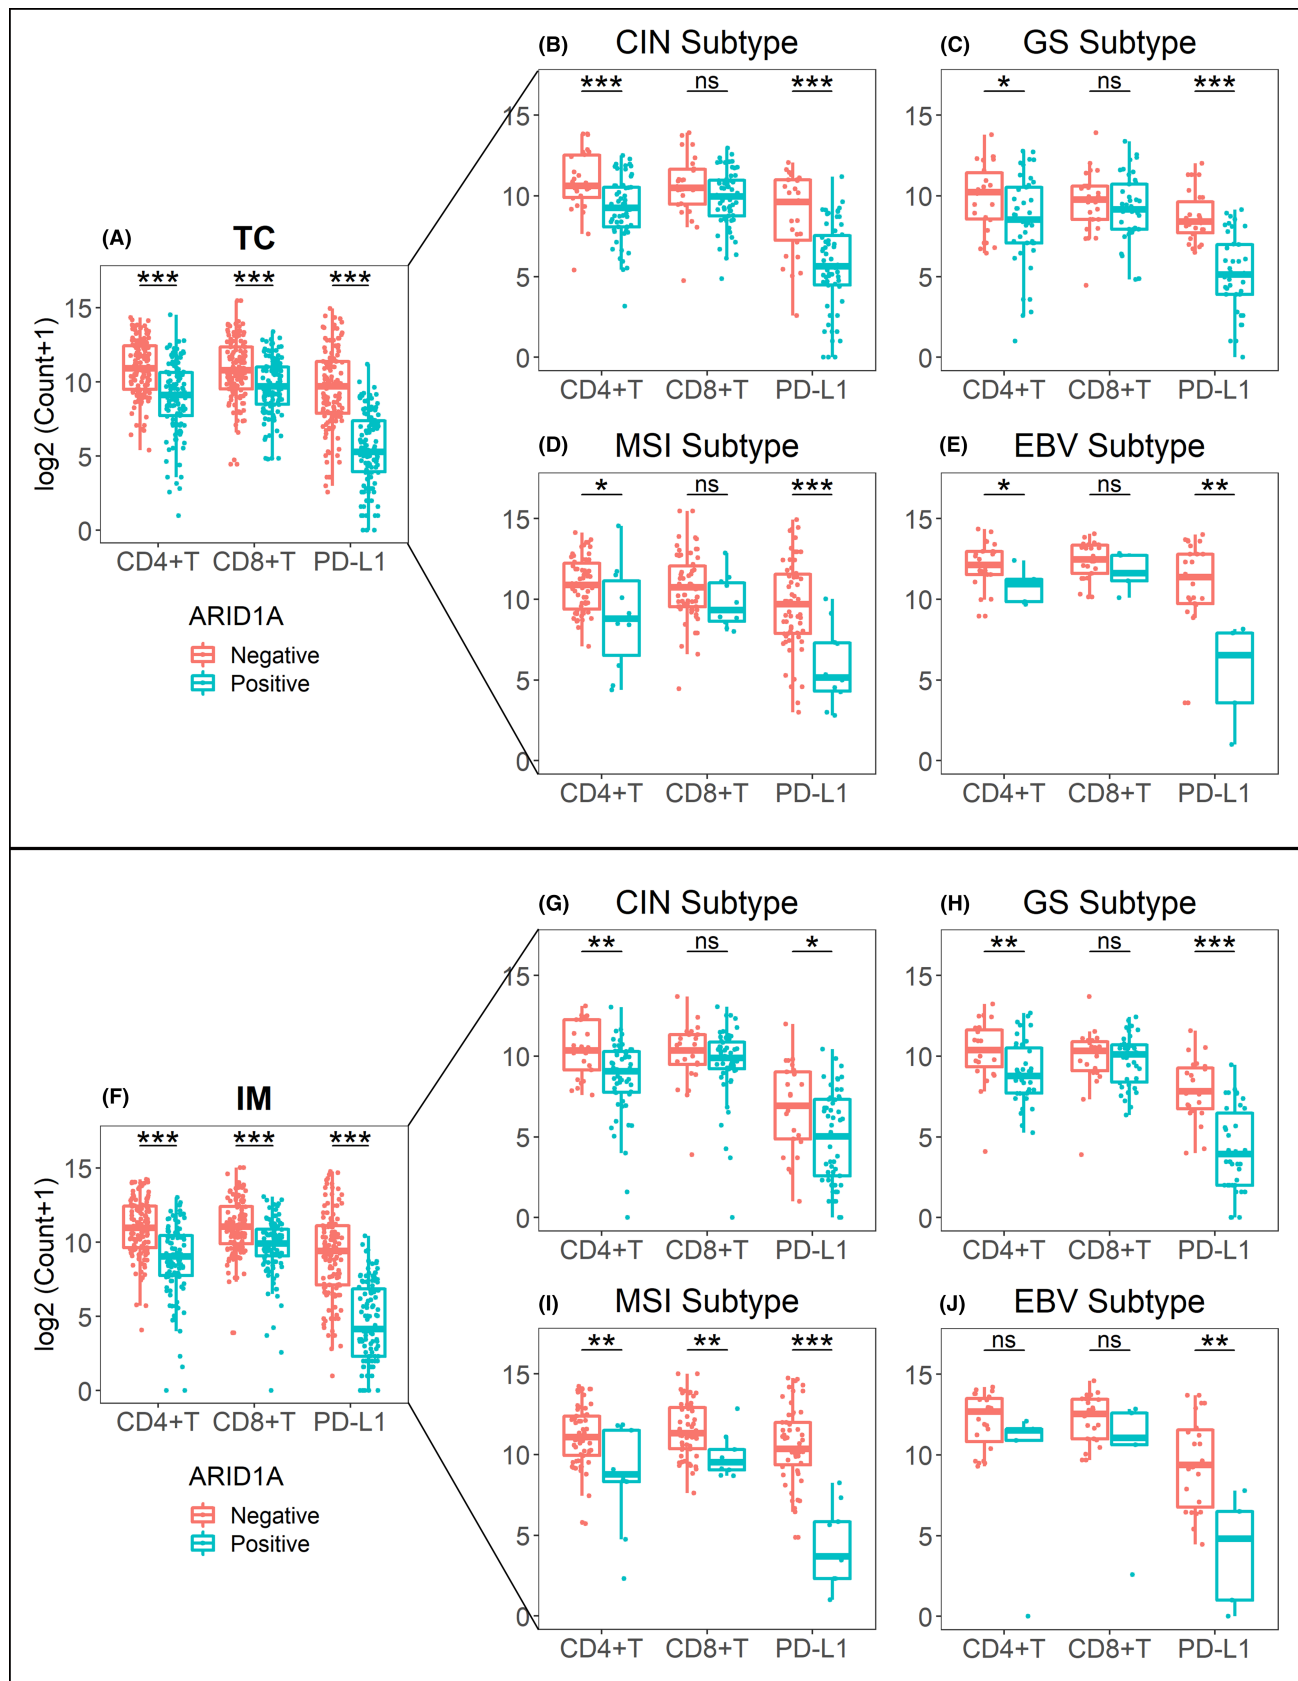 (A) TC
*** *** ***
log2 (Count+1)
15
10
5
0
CD4+T CD8+T PD-L1
ARID1A
Negative
Positive
(B) CIN Subtype
*** ns ***
15
10
5
0
CD4+T CD8+T PD-L1
(C) GS Subtype
* ns ***
15
10
5
0
CD4+T CD8+T PD-L1
(D) MSI Subtype
* ns ***
15
10
5
0
CD4+T CD8+T PD-L1
(E) EBV Subtype
* ns **
15
10
5
0
CD4+T CD8+T PD-L1
(F) IM
*** *** ***
log2 (Count+1)
15
10
5
0
CD4+T CD8+T PD-L1
ARID1A
Negative
Positive
(G) CIN Subtype
** ns *
15
10
5
0
CD4+T CD8+T PD-L1
(H) GS Subtype
** ns ***
15
10
5
0
CD4+T CD8+T PD-L1
(I) MSI Subtype
** ** ***
15
10
5
0
CD4+T CD8+T PD-L1
(J) EBV Subtype
ns ns **
15
10
5
0
CD4+T CD8+T PD-L1